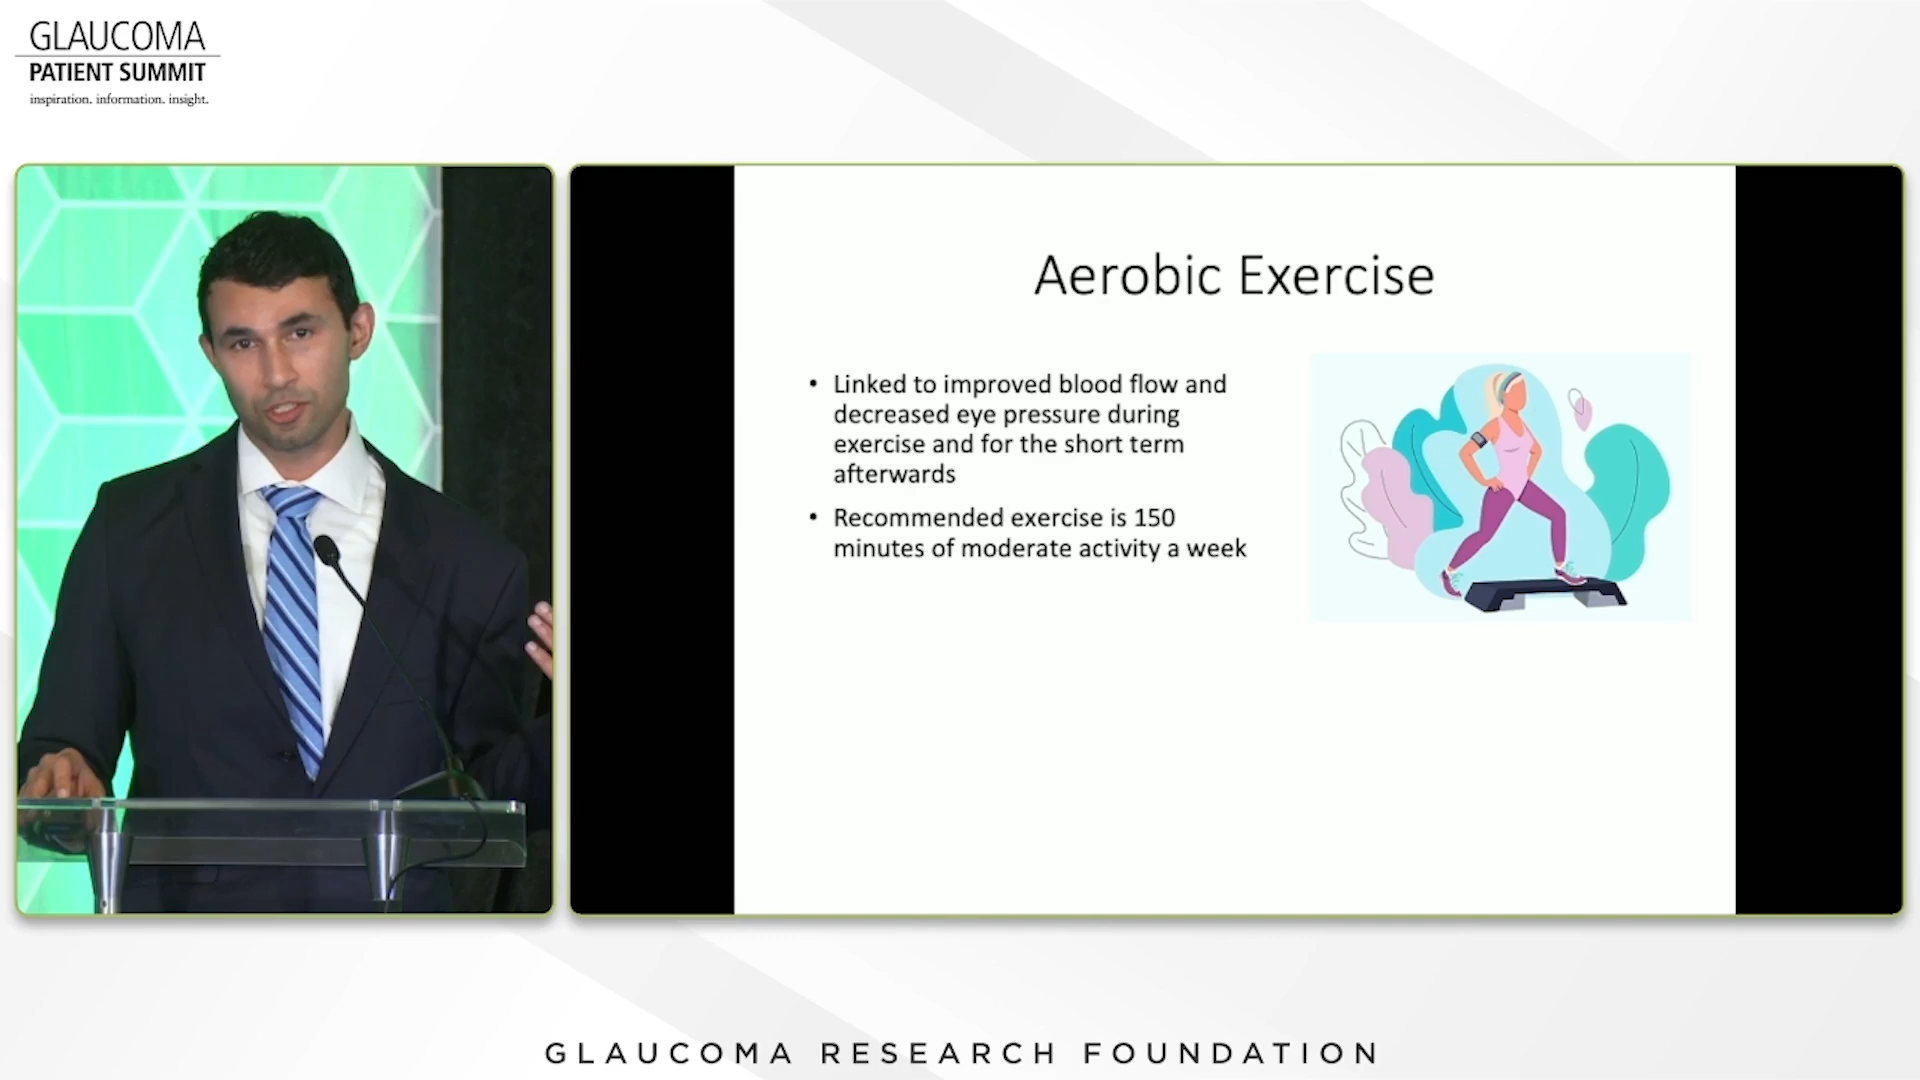 GLAUCOMA
PATIENT SUMMIT
inspiration. information. insight.
Aerobic Exercise
• Linked to improved blood flow and
decreased eye pressure during
exercise and for the short term
afterwards
• Recommended exercise is 150
minutes of moderate activity a week
GLAUCOMA RESEARCH FOUNDATION